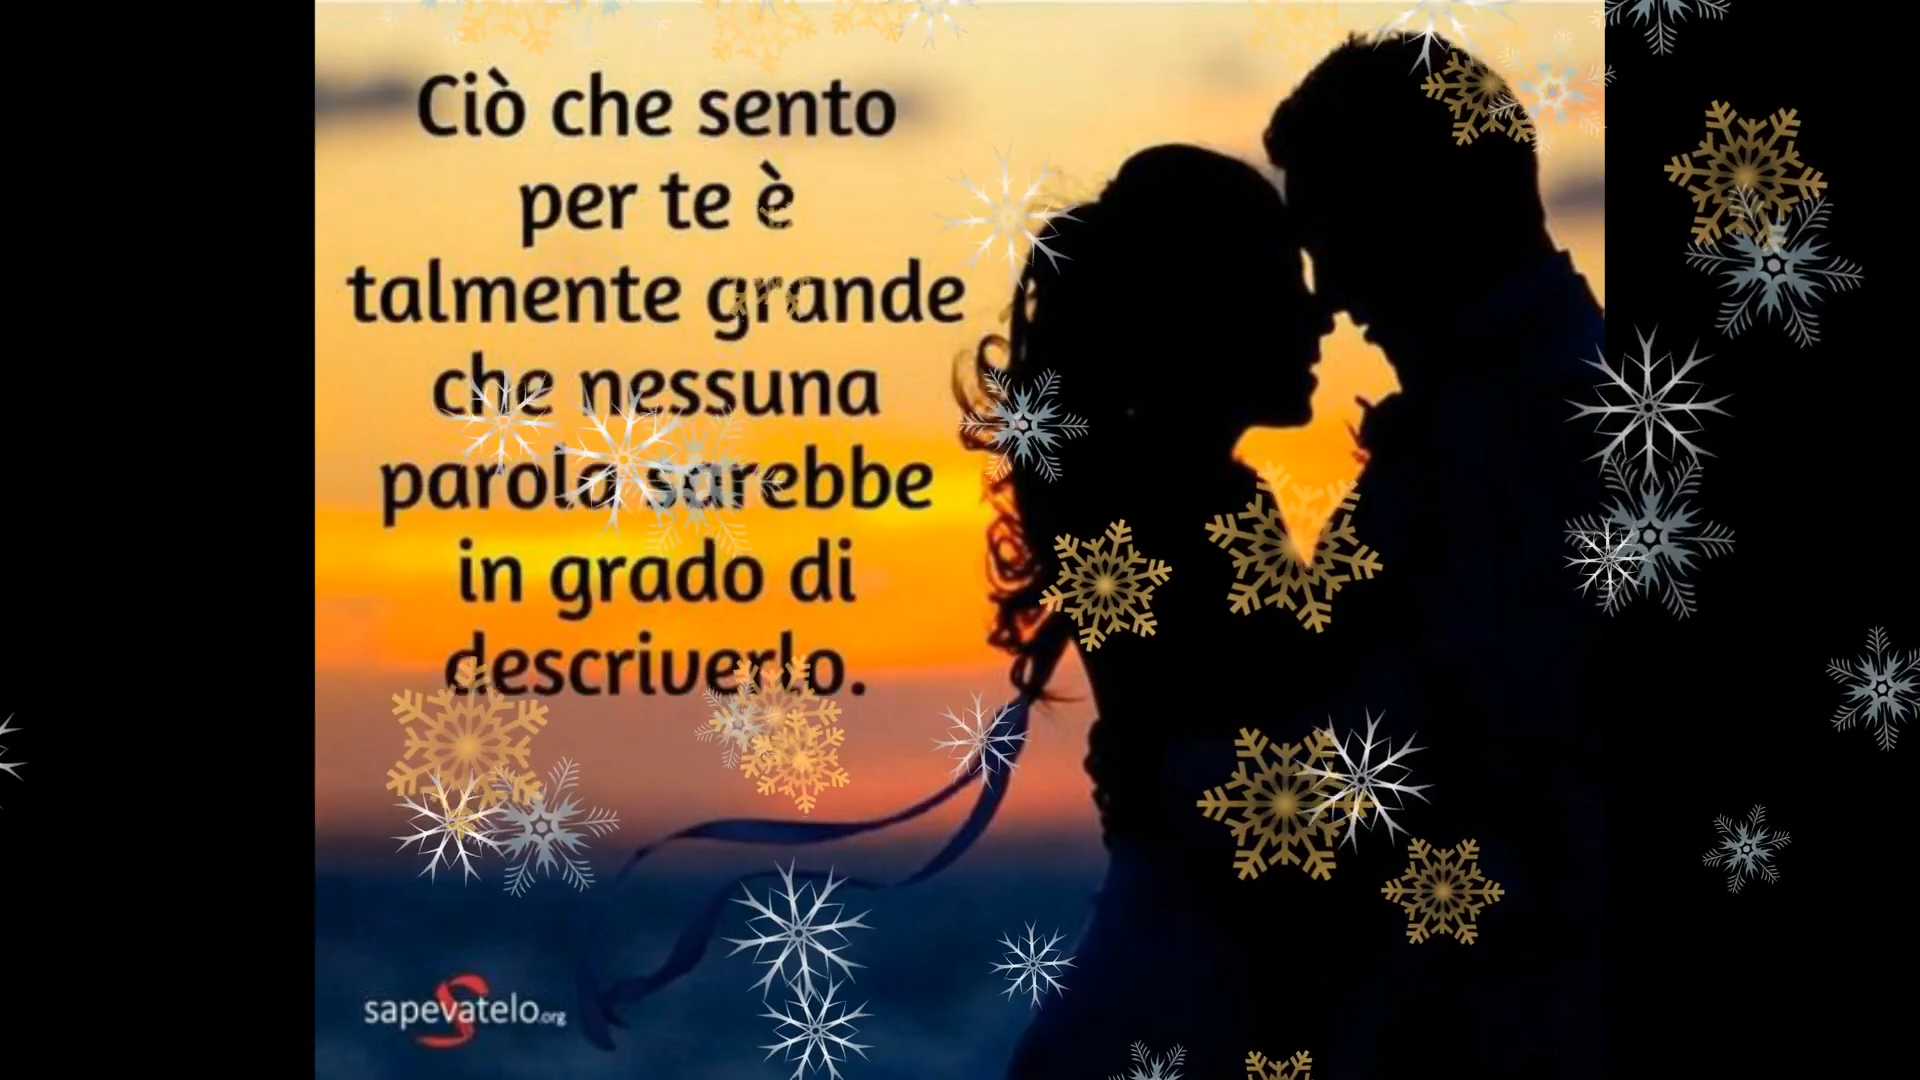 Ciò che sento
per te è
talmente grande
che nessuna
parola sarebbe
in grado di
descriverlo.
sapevatelo.org